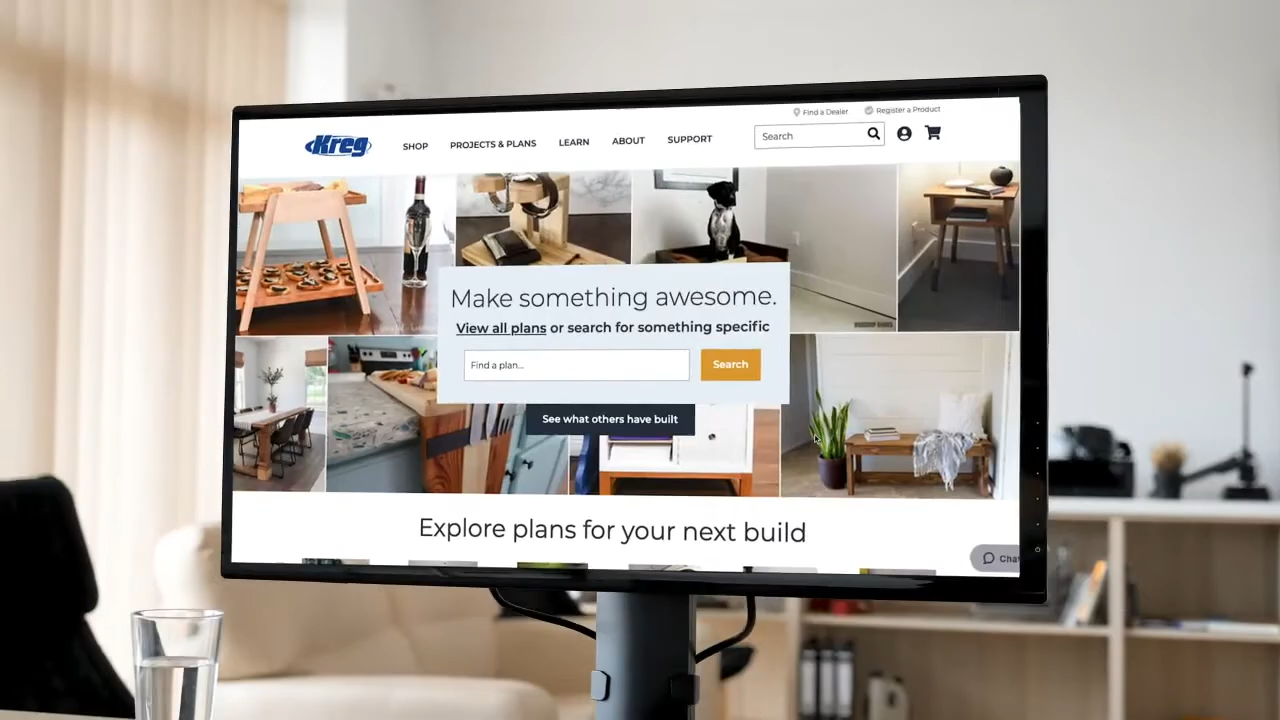 Find a Dealer
Register a Product
Kreg
SHOP
PROJECTS & PLANS
LEARN
ABOUT
SUPPORT
Search
Make something awesome.
View all plans or search for something specific
Find a plan...
Search
See what others have built
Explore plans for your next build
Chat